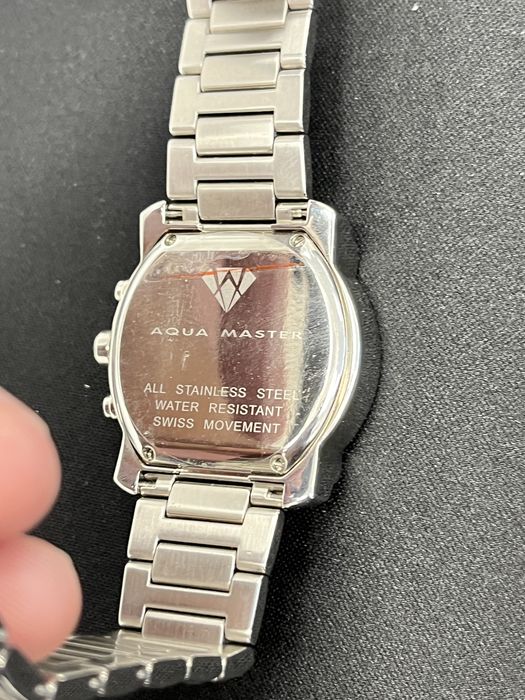 AQUA MASTER
ALL STAINLESS STEEL
WATER RESISTANT
SWISS MOVEMENT